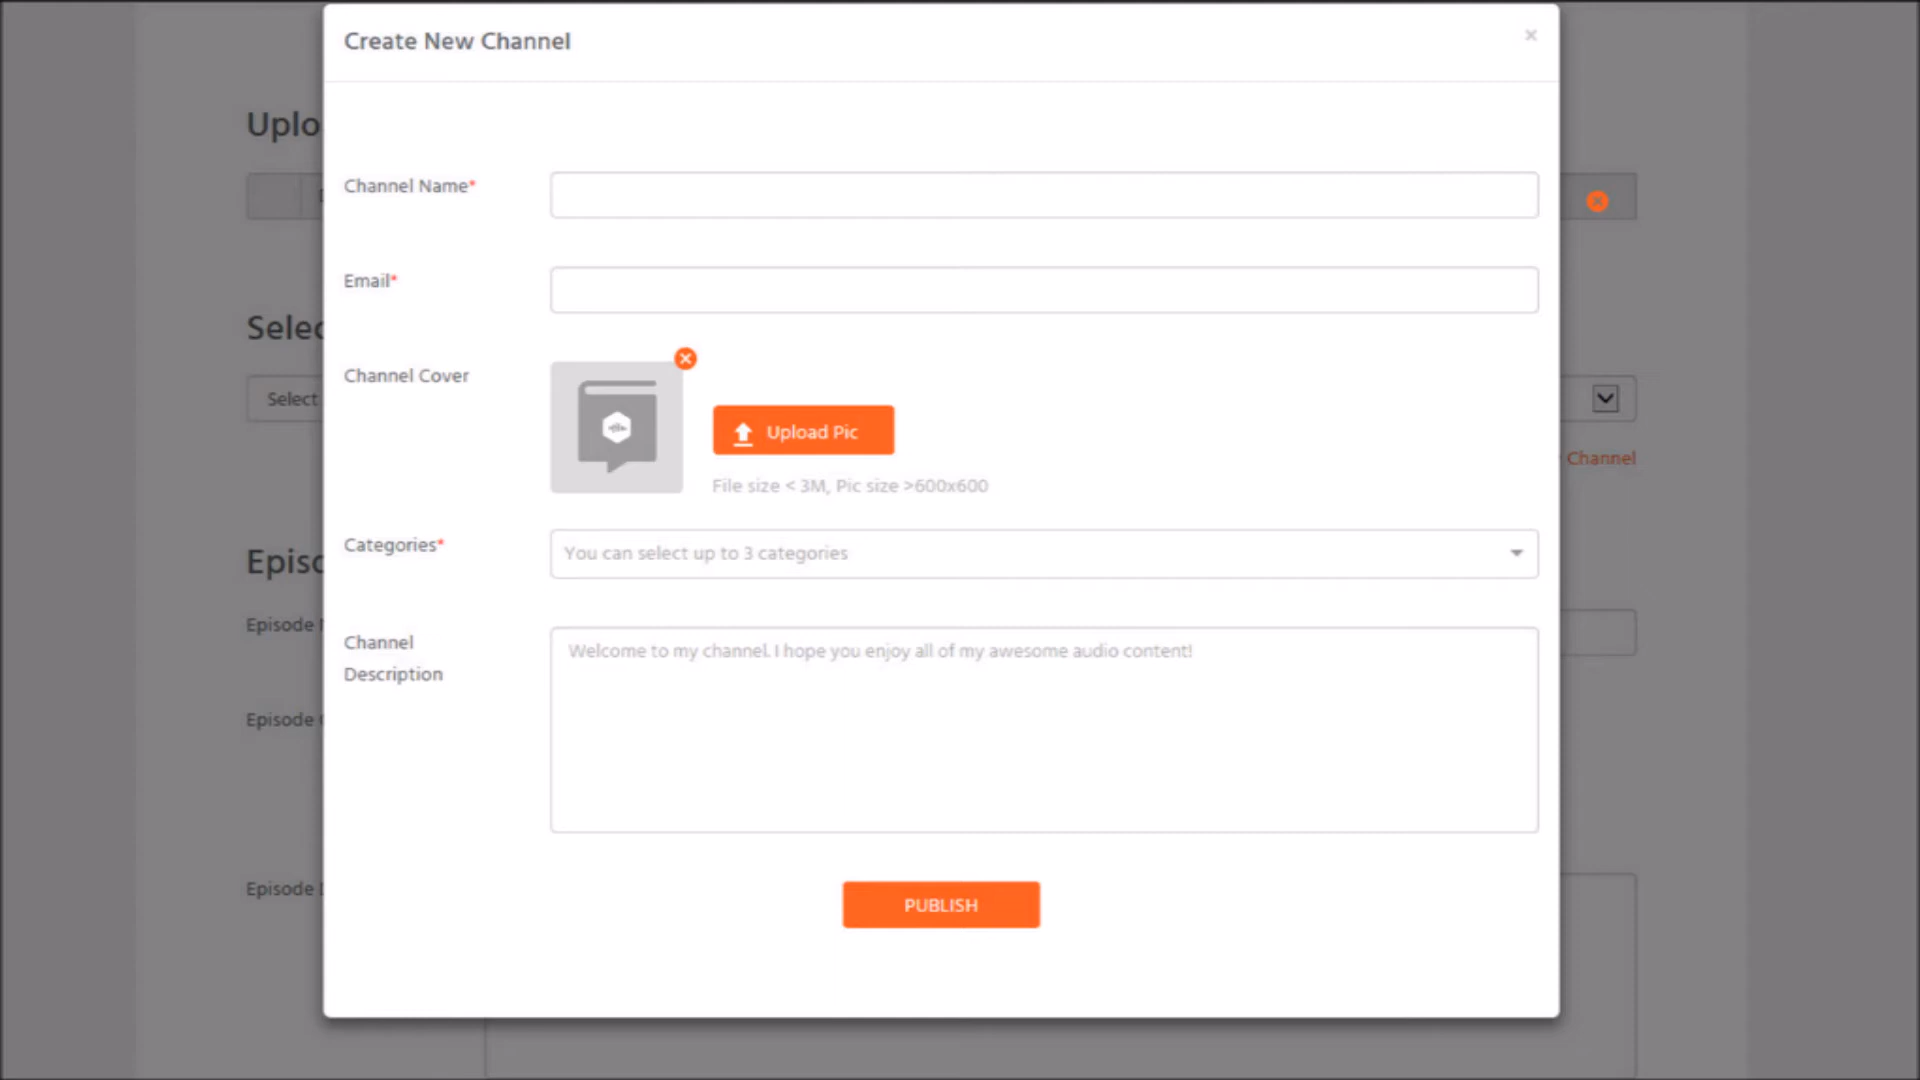 Create New Channel
×
Uplo
Channel Name*
Email*
Selec
Channel Cover
Select
Upload Pic
Channel
File size < 3M, Pic size >600x600
Categories*
You can select up to 3 categories
Episo
Episode
Channel
Description
Welcome to my channel. I hope you enjoy all of my awesome audio content!
Episode
Episode
PUBLISH